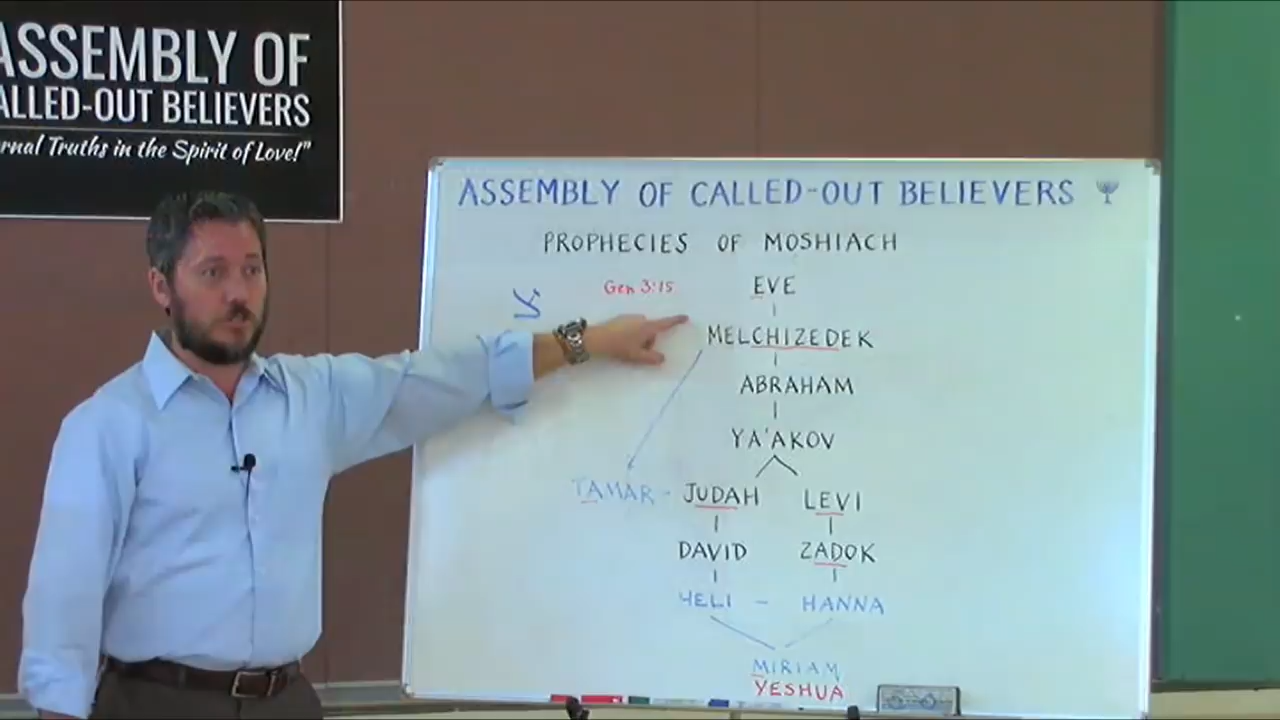 ASSEMBLY OF
ALLED-OUT BELIEVERS
rnal Truths in the Spirit of Love!"
ASSEMBLY OF CALLED-OUT BELIEVERS
PROPHECIES OF MOSHIACH
Gen 3:15 EVE
MELCHIZEDEK
ABRAHAM
YA'AKOV
TAMAR - JUDAH LEVI
DAVID ZADOK
HELI - HANNA
MIRIAM
YESHUA